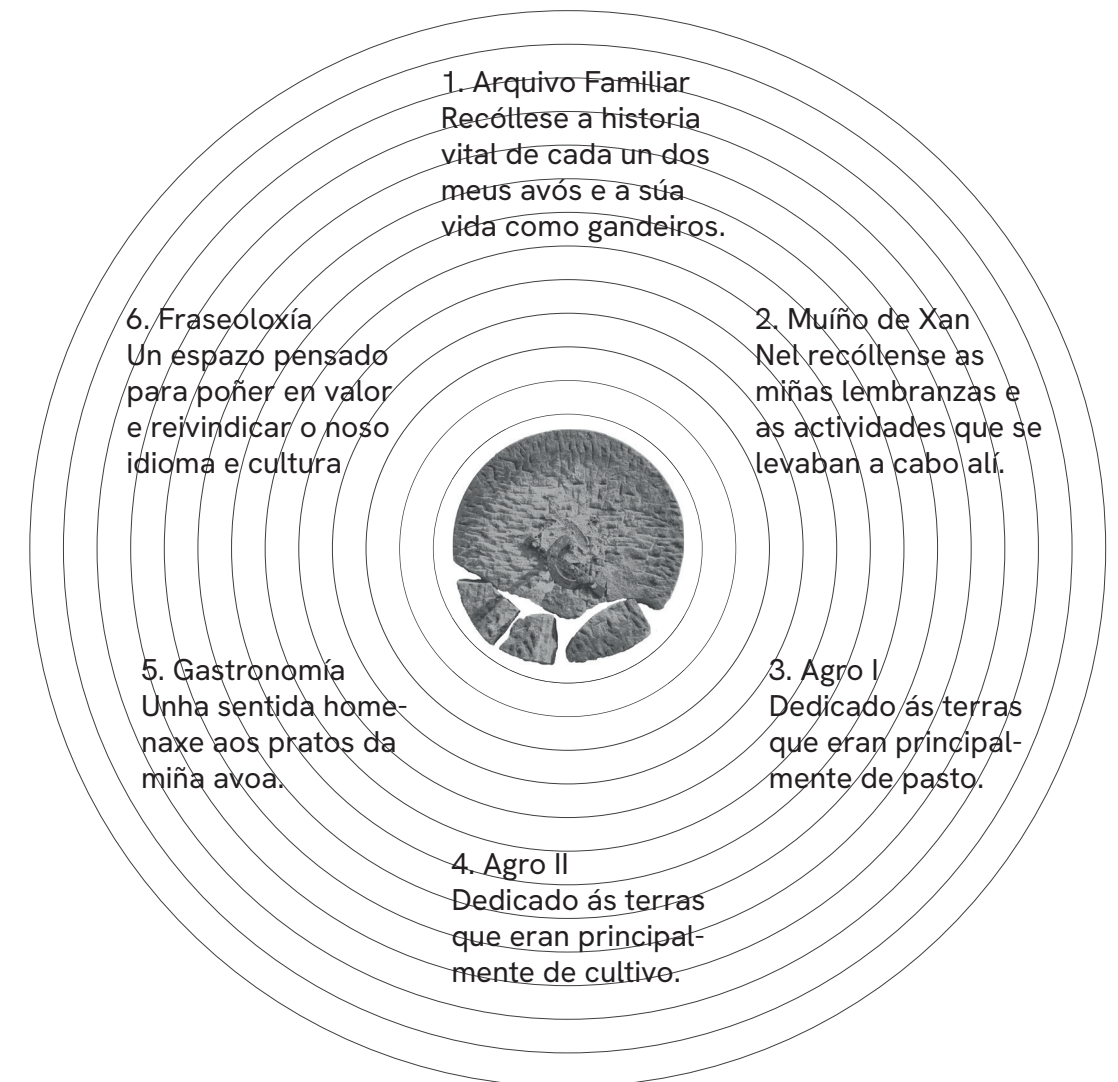 1. Arquivo Familiar
Recóllese a historia
vital de cada un dos
meus avós e a súa
vida como gandeiros.
2. Muíño de Xan
Nel recóllense as
miñas lembranzas e
as actividades que se
levaban a cabo alí.
3. Agro I
Dedicado ás terras
que eran principal-
mente de pasto.
4. Agro II
Dedicado ás terras
que eran principal-
mente de cultivo.
5. Gastronomía
Unha sentida home-
naxe aos pratos da
miña avoa.
6. Fraseoloxía
Un espazo pensado
para poñer en valor
e reivindicar o noso
idioma e cultura